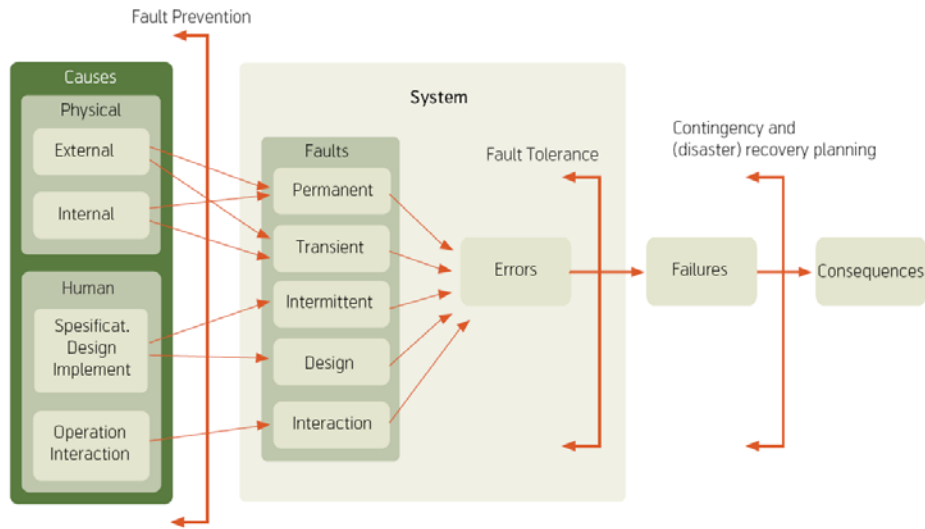 Fault Prevention
Causes
Physical
External
Internal
Human
Spesificat.
Design
Implement
Operation
Interaction
System
Faults
Permanent
Transient
Intermittent
Design
Interaction
Errors
Fault Tolerance
Failures
Contingency and
(disaster) recovery planning
Consequences